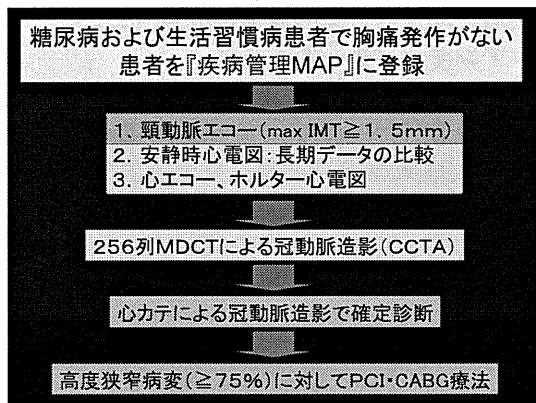 糖尿病および生活習慣病患者で胸痛発作がない
患者を『疾病管理MAP』に登録
1. 頸動脈エコー(max IMT≧1. 5mm)
2. 安静時心電図:長期データの比較
3. 心エコー、ホルター心電図
256列MDCTによる冠動脈造影(CCTA)
心カテによる冠動脈造影で確定診断
高度狭窄病変(≧75%)に対してPCI・CABG療法